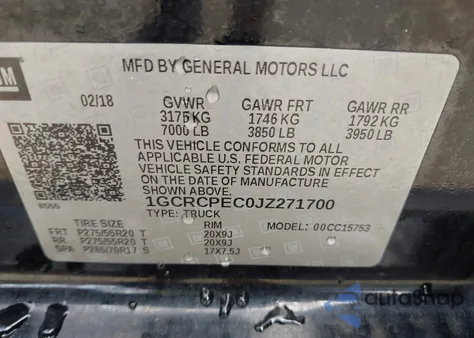 GM
MFD BY GENERAL MOTORS LLC
02/18 GVWR GAWR FRT GAWR RR
3175 KG 1746 KG 1792 KG
7000 LB 3850 LB 3950 LB
THIS VEHICLE CONFORMS TO ALL
APPLICABLE U.S. FEDERAL MOTOR
VEHICLE SAFETY STANDARDS IN EFFECT
ON THE DATE OF MANUFACTURE
SHOWN ABOVE.
1GCRCPEC0JZ271700
TYPE: TRUCK MODEL: 00CC15753
TIRE SIZE RIM
FRT P275/55R20 T 20X9J
RR P275/55R20 T 20X9J
SPA P265/70R17 S 17X7.5J